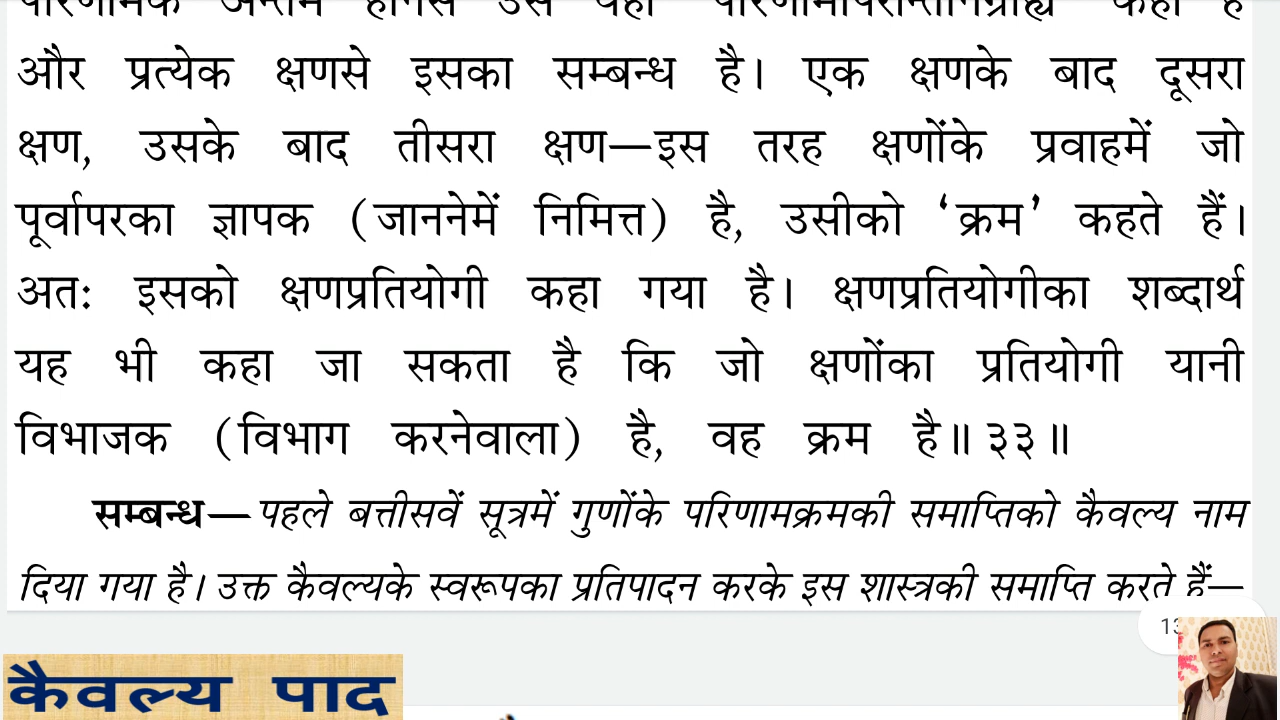 और प्रत्येक क्षणसे इसका सम्बन्ध है। एक क्षणके बाद दूसरा
क्षण, उसके बाद तीसरा क्षण—इस तरह क्षणोंके प्रवाहमें जो
पूर्वापरका ज्ञापक (जाननेमें निमित्त) है, उसीको ‘क्रम’ कहते हैं।
अतः इसको क्षणप्रतियोगी कहा गया है। क्षणप्रतियोगीका शब्दार्थ
यह भी कहा जा सकता है कि जो क्षणोंका प्रतियोगी यानी
विभाजक (विभाग करनेवाला) है, वह क्रम है॥ ३३॥
सम्बन्ध—पहले बत्तीसवें सूत्रमें गुणोंके परिणामक्रमकी समाप्तिको कैवल्य नाम
दिया गया है। उक्त कैवल्यके स्वरूपका प्रतिपादन करके इस शास्त्रकी समाप्ति करते हैं—
कैवल्य पाद